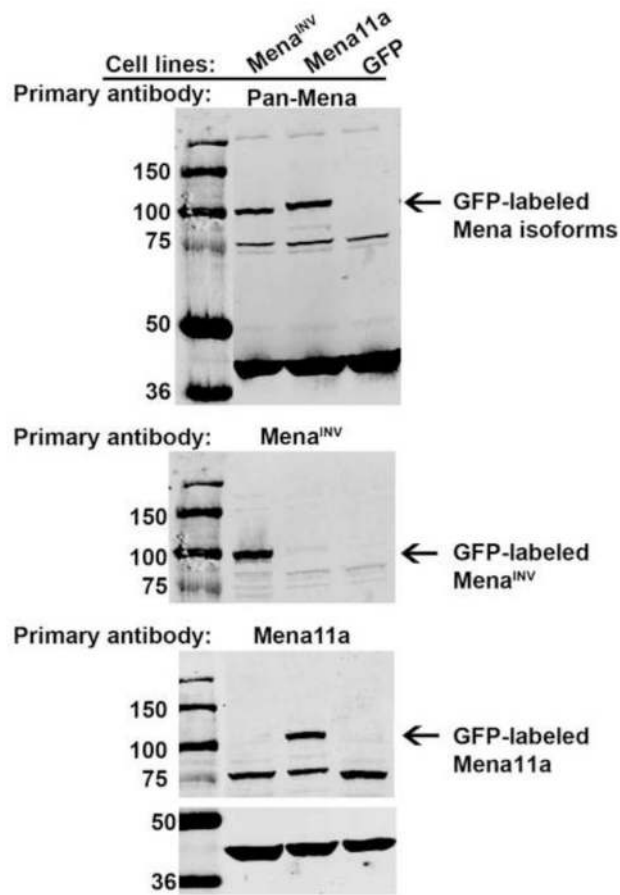 Cell lines: Mena^INV Mena11a GFP
Primary antibody: Pan-Mena
150
100
75
50
36
GFP-labeled
Mena isoforms
Primary antibody: Mena^INV
150
100
75
GFP-labeled
Mena^INV
Primary antibody: Mena11a
150
100
75
50
36
GFP-labeled
Mena11a